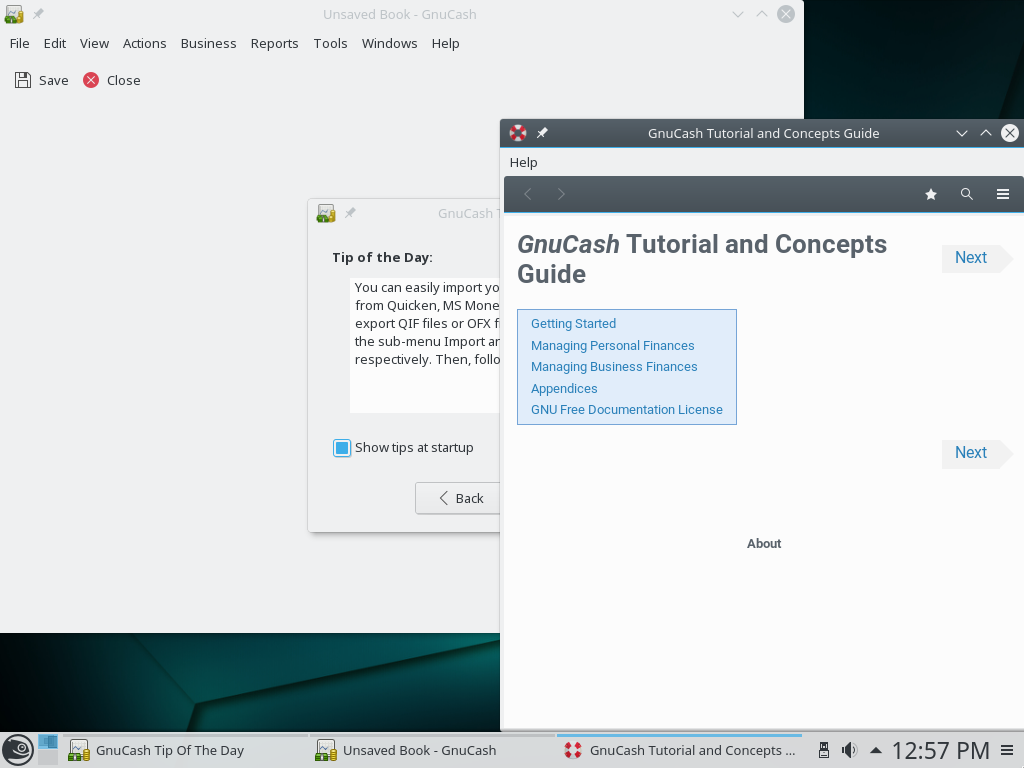 Unsaved Book - GnuCash
File Edit View Actions Business Reports Tools Windows Help
Save Close
GnuCash Tutorial and Concepts Guide
Help
GnuCash T
GnuCash Tutorial and Concepts
Guide
Next
Tip of the Day:
You can easily import yo
from Quicken, MS Mone
export QIF files or OFX f
the sub-menu Import an
respectively. Then, follo
Getting Started
Managing Personal Finances
Managing Business Finances
Appendices
GNU Free Documentation License
Show tips at startup
Next
Back
About
GnuCash Tip Of The Day
Unsaved Book - GnuCash
GnuCash Tutorial and Concepts ...
12:57 PM